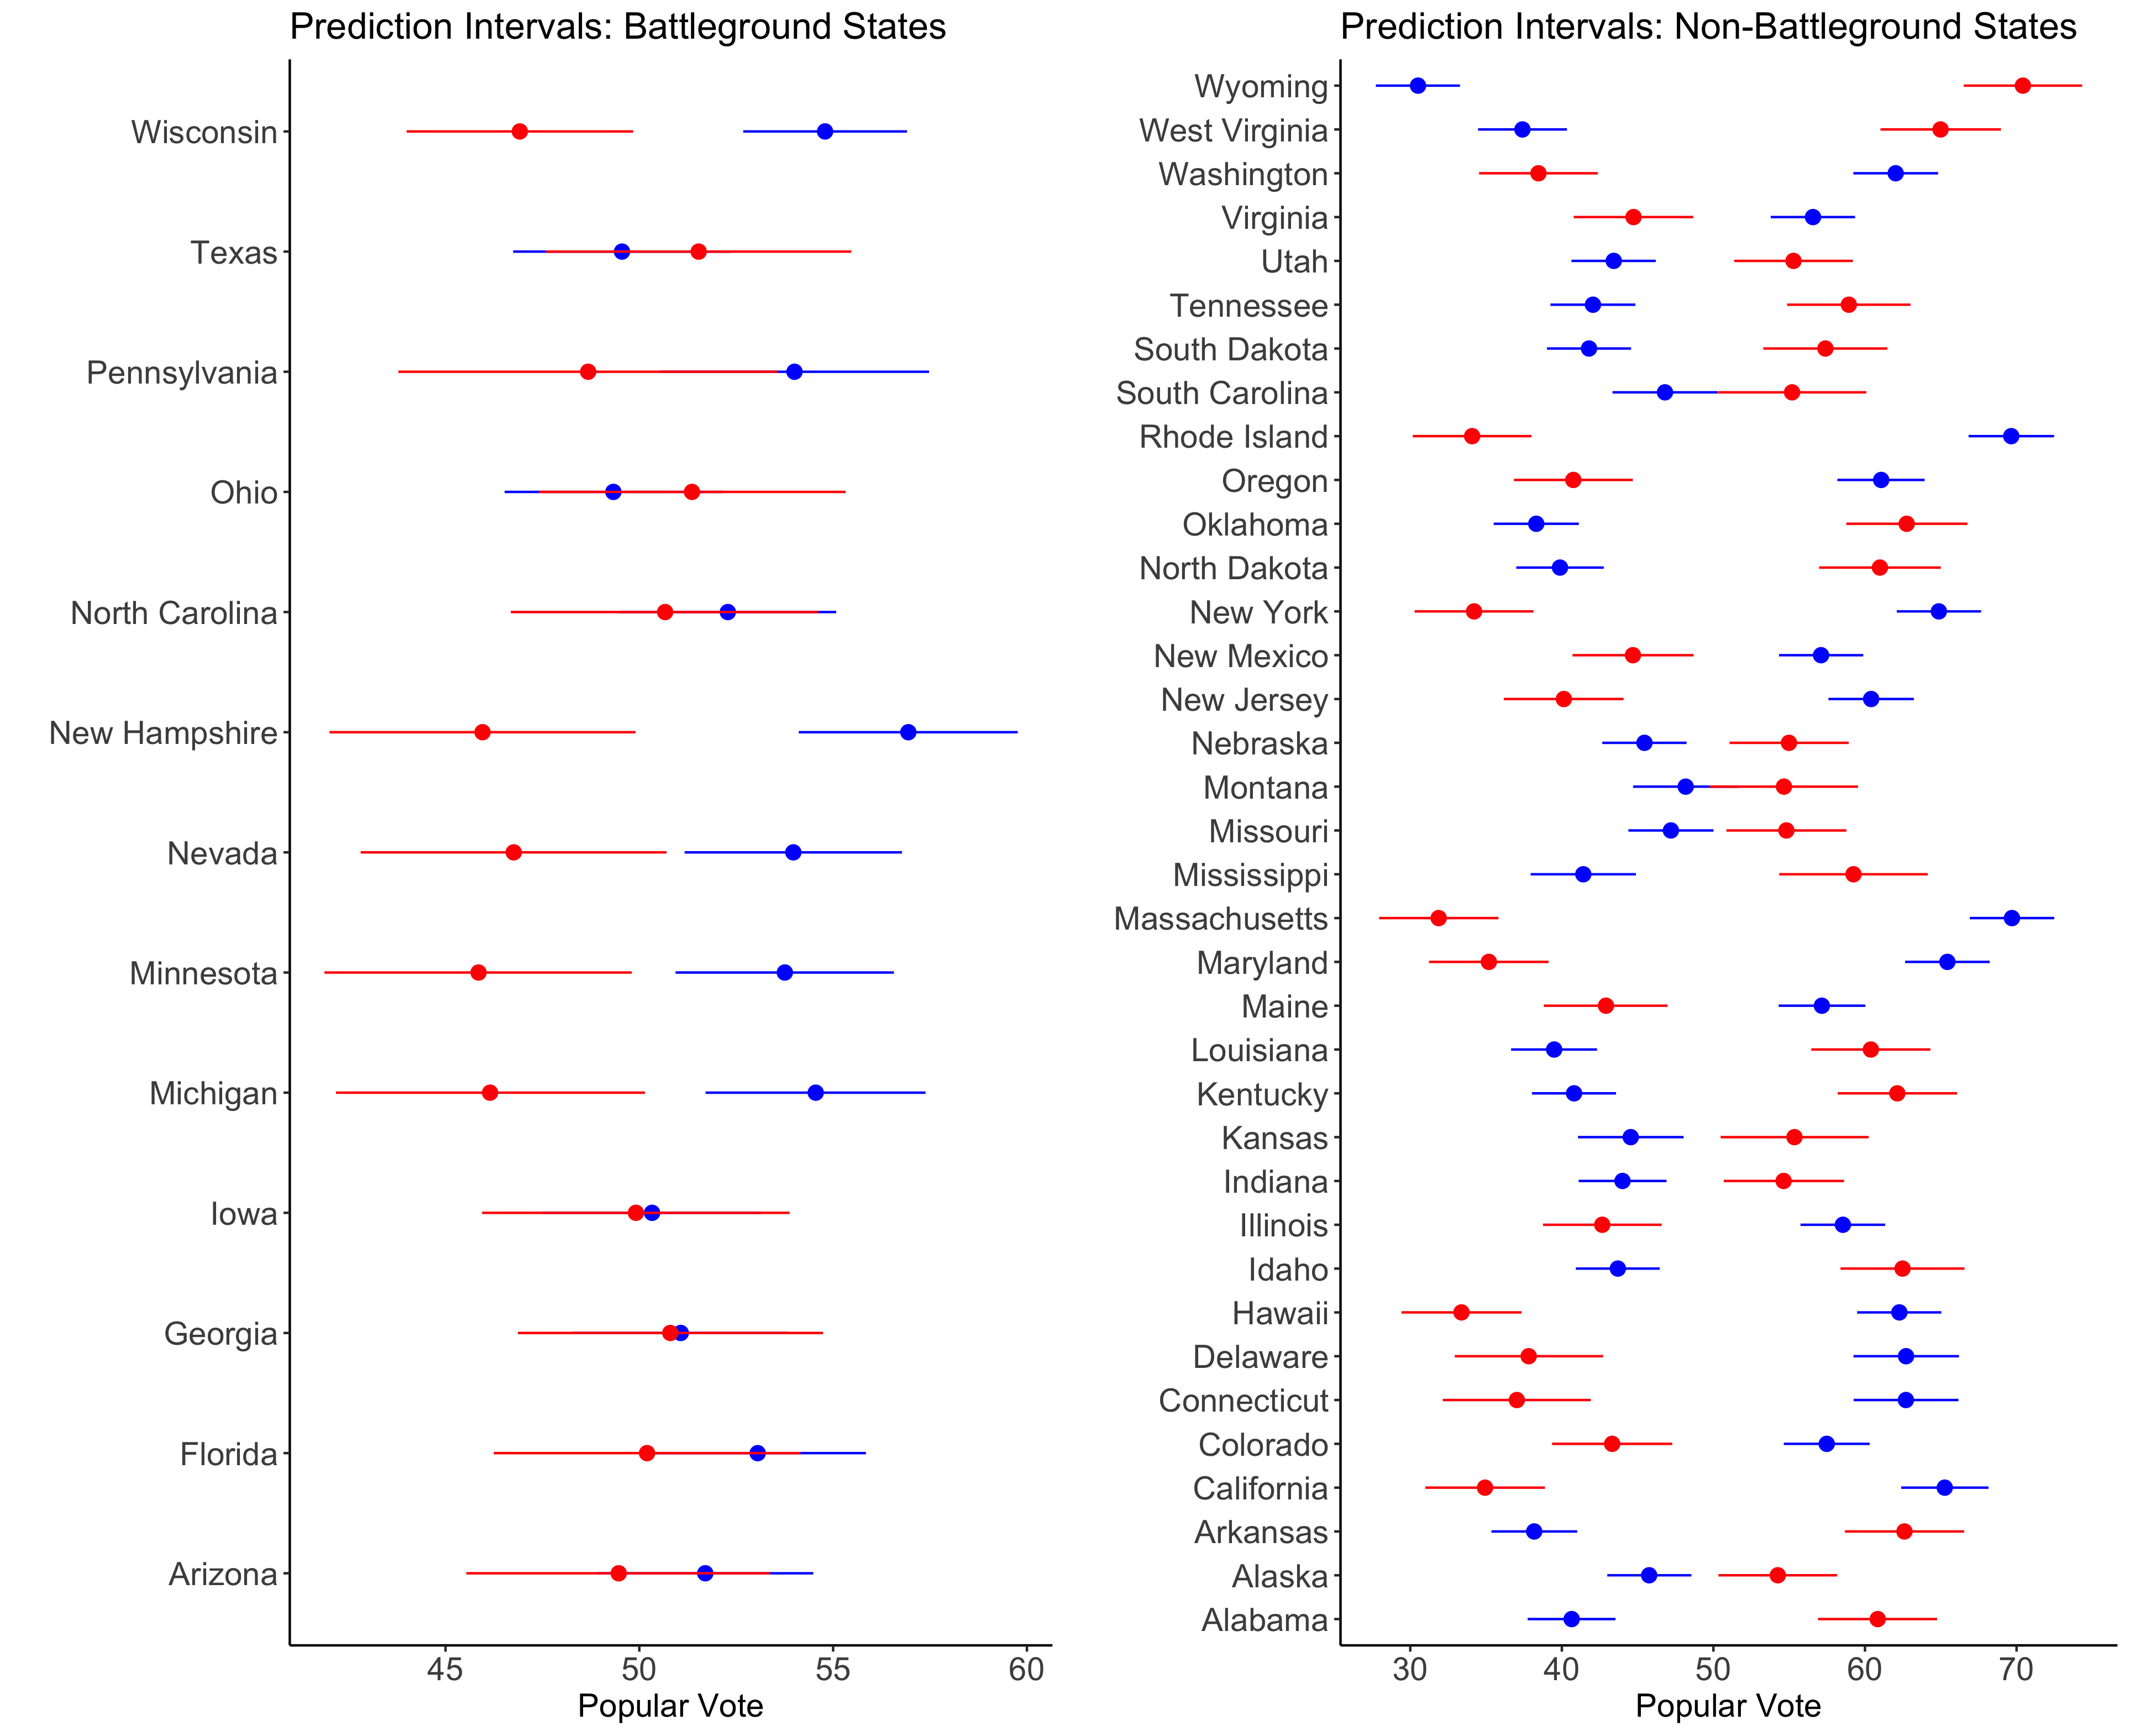 Prediction Intervals: Battleground States
Wisconsin
Texas
Pennsylvania
Ohio
North Carolina
New Hampshire
Nevada
Minnesota
Michigan
Iowa
Georgia
Florida
Arizona
45 50 55 60
Popular Vote
Prediction Intervals: Non-Battleground States
Wyoming
West Virginia
Washington
Virginia
Utah
Tennessee
South Dakota
South Carolina
Rhode Island
Oregon
Oklahoma
North Dakota
New York
New Mexico
New Jersey
Nebraska
Montana
Missouri
Mississippi
Massachusetts
Maryland
Maine
Louisiana
Kentucky
Kansas
Indiana
Illinois
Idaho
Hawaii
Delaware
Connecticut
Colorado
California
Arkansas
Alaska
Alabama
30 40 50 60 70
Popular Vote